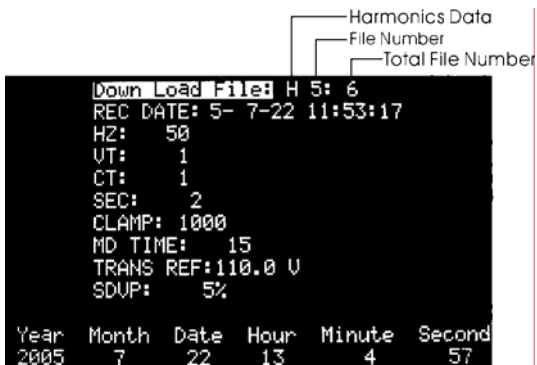 Harmonics Data
File Number
Total File Number
Down Load File: H 5: 6
REC DATE: 5- 7-22 11:53:17
HZ: 50
VT: 1
CT: 1
SEC: 2
CLAMP: 1000
MD TIME: 15
TRANS REF:110.0 V
SDVP: 5%
Year Month Date Hour Minute Second
2005 7 22 13 4 57